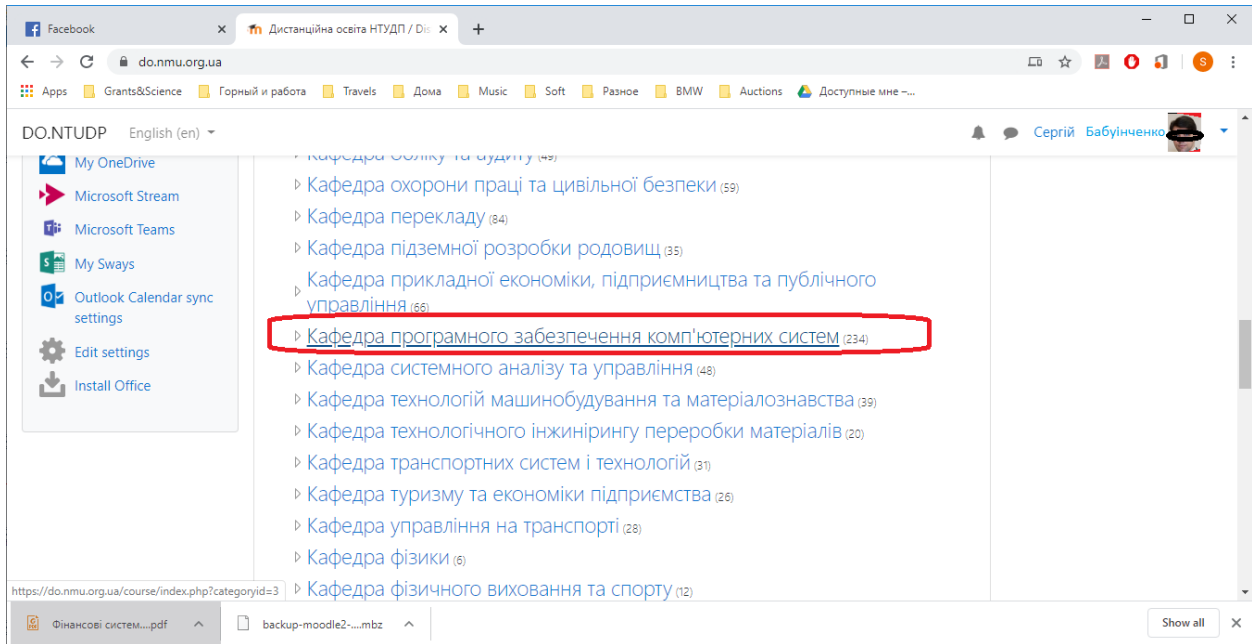 Facebook
Дистанційна освіта НТУДП / Dis
do.nmu.org.ua
Apps Grants&Science Горный и работа Travels Дома Music Soft Разное BMW Auctions Доступные мне –...
DO.NTUDP English (en) Сергій Бабуінченко
My OneDrive
Microsoft Stream
Microsoft Teams
My Sways
Outlook Calendar sync
settings
Edit settings
Install Office
Кафедра обліку та аудиту (49)
Кафедра охорони праці та цивільної безпеки (59)
Кафедра перекладу (84)
Кафедра підземної розробки родовищ (35)
Кафедра прикладної економіки, підприємництва та публічного
управління (66)
Кафедра програмного забезпечення комп'ютерних систем (234)
Кафедра системного аналізу та управління (48)
Кафедра технологій машинобудування та матеріалознавства (39)
Кафедра технологічного інжинірингу переробки матеріалів (20)
Кафедра транспортних систем і технологій (31)
Кафедра туризму та економіки підприємства (26)
Кафедра управління на транспорті (28)
Кафедра фізики (6)
Кафедра фізичного виховання та спорту (12)
https://do.nmu.org.ua/course/index.php?categoryid=3
Фінансові систем....pdf backup-moodle2-....mbz Show all